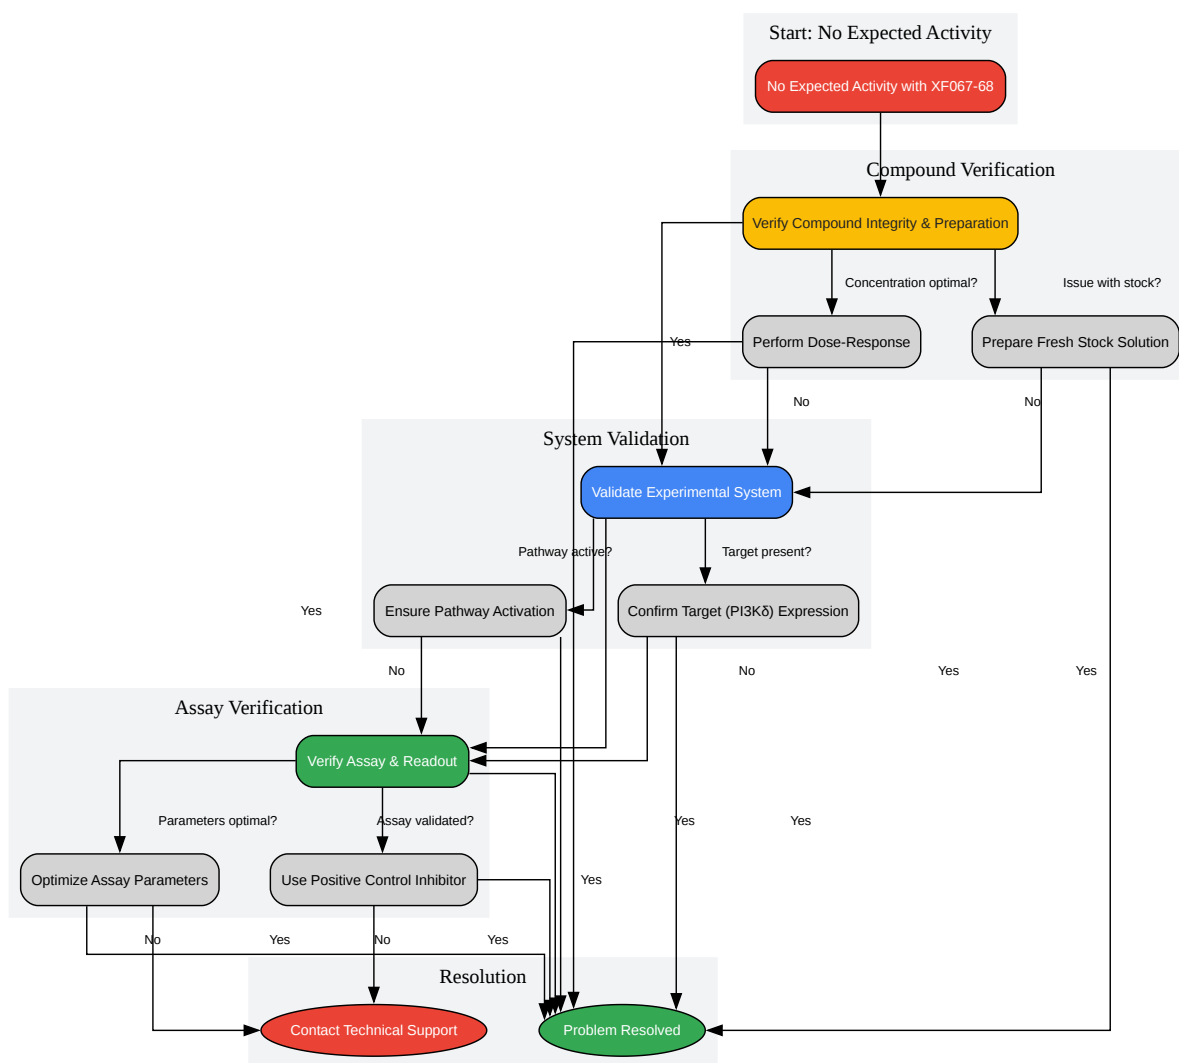 Start: No Expected Activity
No Expected Activity with XF067-68
Compound Verification
Verify Compound Integrity & Preparation
Concentration optimal?
Issue with stock?
Yes
Perform Dose-Response
Prepare Fresh Stock Solution
No
No
System Validation
Validate Experimental System
Pathway active?
Target present?
Yes
Ensure Pathway Activation
Confirm Target (PI3Kδ) Expression
No
No
Yes
Yes
Assay Verification
Verify Assay & Readout
Parameters optimal?
Assay validated?
Yes
Yes
Optimize Assay Parameters
Use Positive Control Inhibitor
Yes
No
Yes
No
Yes
Resolution
Contact Technical Support
Problem Resolved